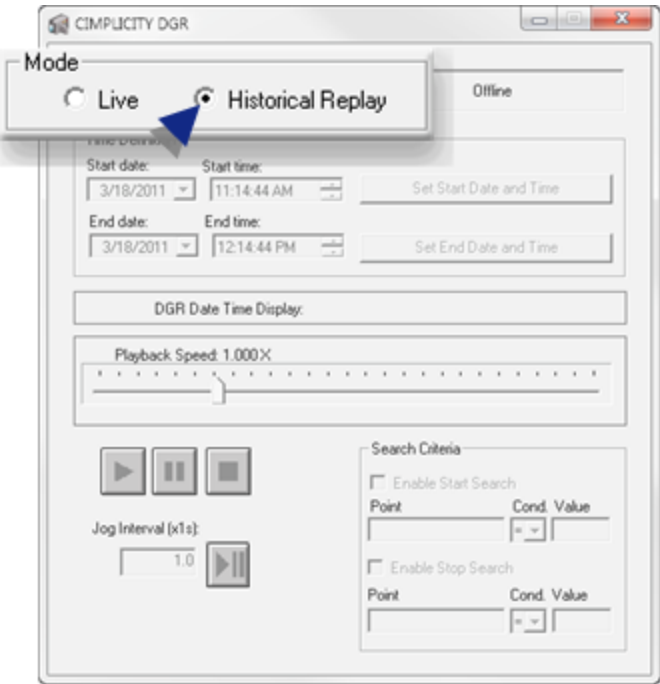 CIMPLICITY DGR
Mode
Live Historical Replay
Offline
Start date: Start time:
3/18/2011 11:14:44 AM Set Start Date and Time
End date: End time:
3/18/2011 12:14:44 PM Set End Date and Time
DGR Date Time Display:
Playback Speed: 1.000X
Search Criteria
Enable Start Search
Point Cond. Value
=
Jog Interval (x1s):
1.0
Enable Stop Search
Point Cond. Value
=